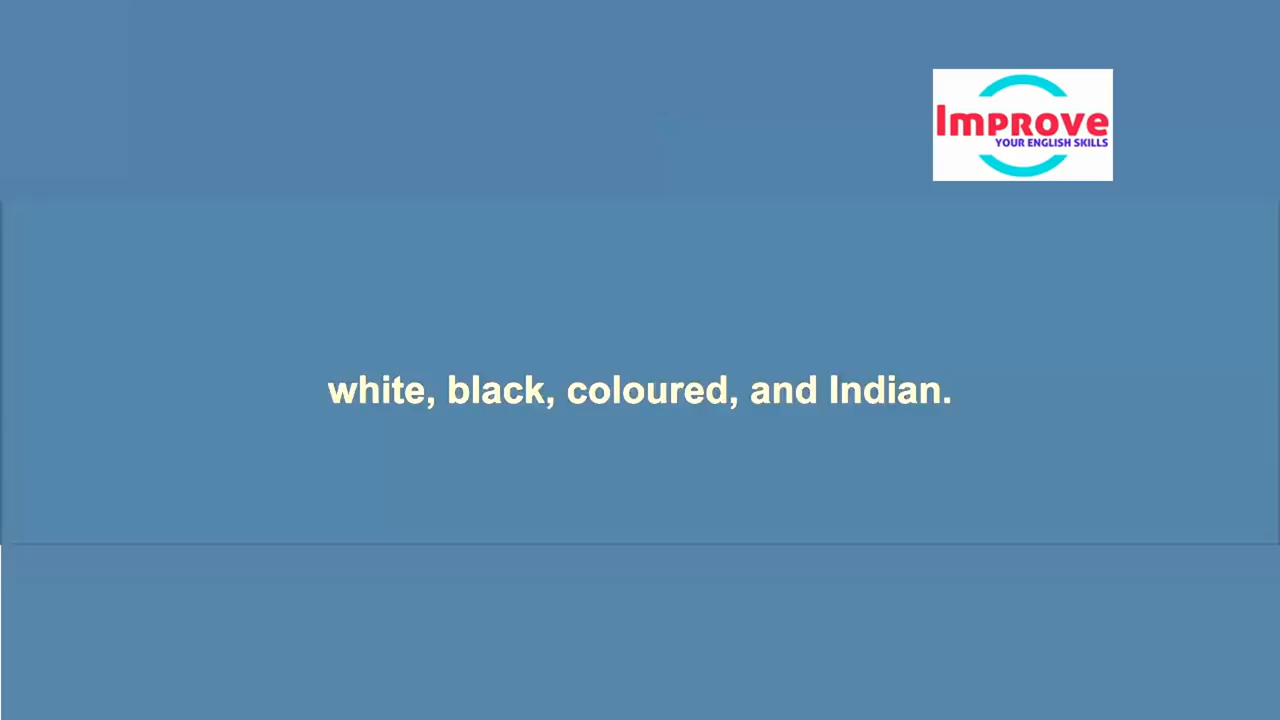 Improve
YOUR ENGLISH SKILLS
white, black, coloured, and Indian.